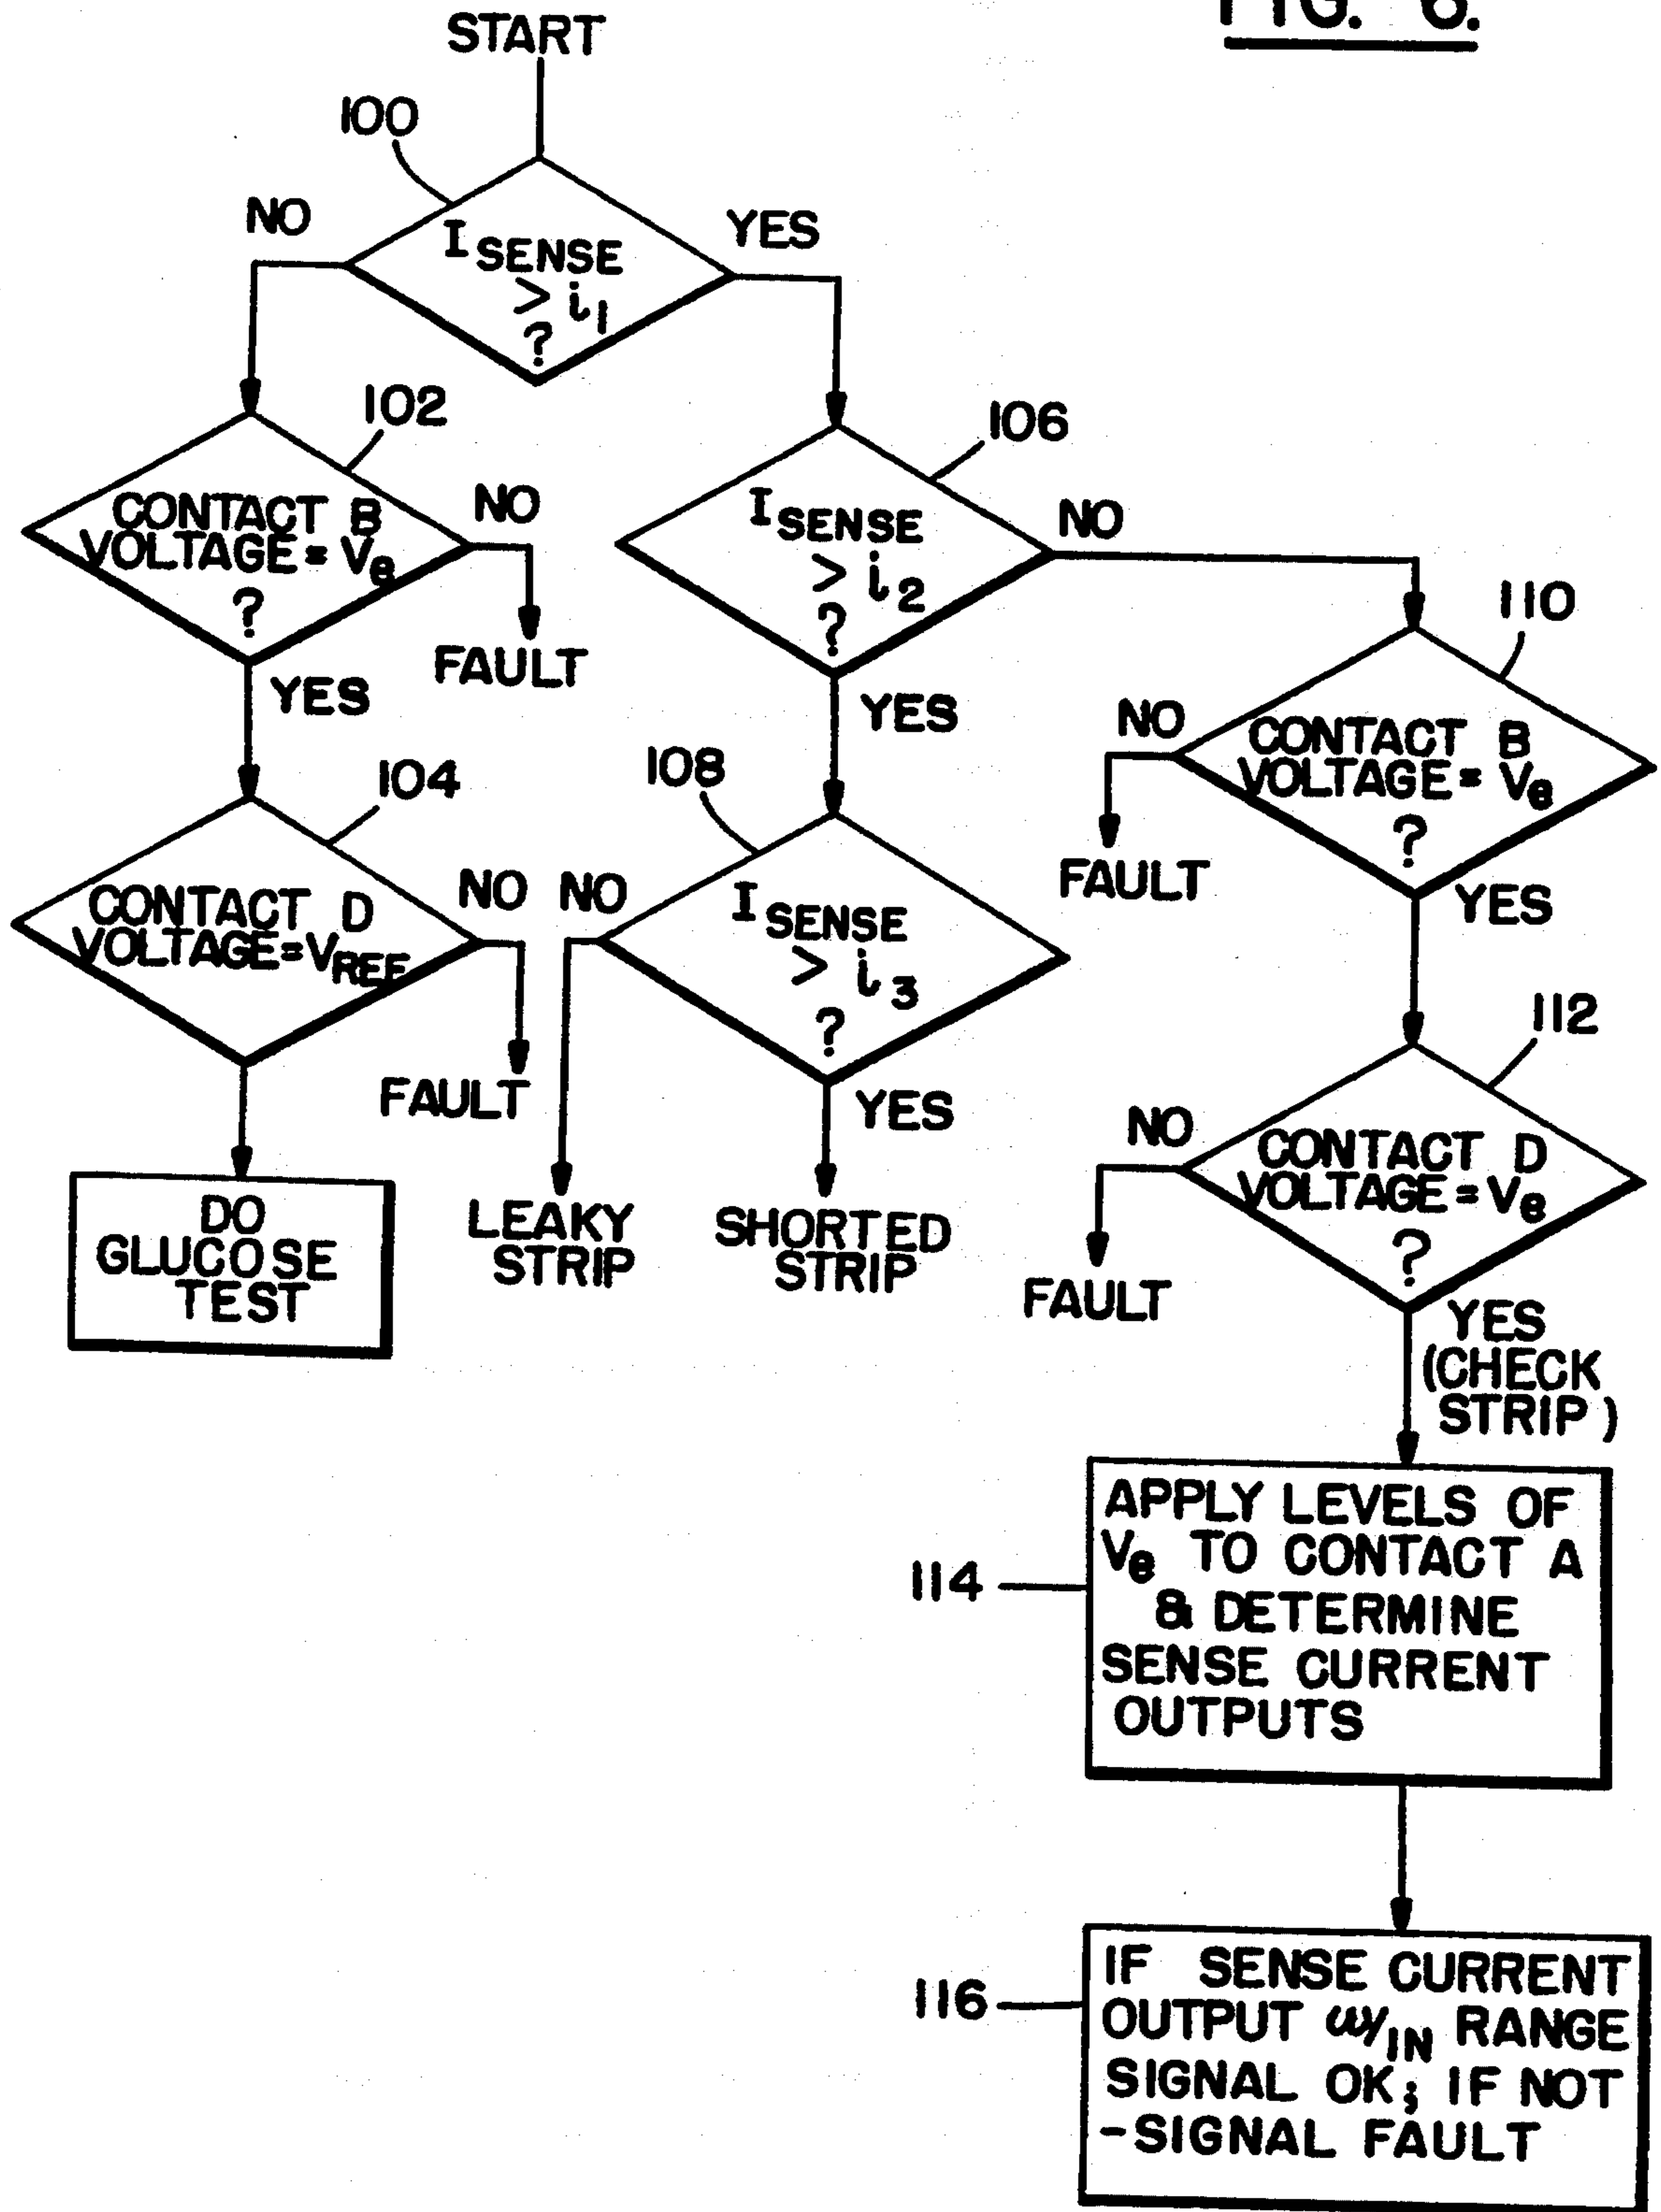 FIG. 6.
START
100
NO
YES
I SENSE
> i1
?
102
106
CONTACT B
VOLTAGE = Ve
?
NO
FAULT
YES
I SENSE
> i2
?
NO
YES
110
NO
CONTACT B
VOLTAGE = Ve
?
FAULT
YES
104
CONTACT D
VOLTAGE = VREF
NO
FAULT
108
NO
I SENSE
> i3
?
YES
112
NO
CONTACT D
VOLTAGE = Ve
?
FAULT
YES
(CHECK
STRIP)
DO
GLUCOSE
TEST
LEAKY
STRIP
SHORTED
STRIP
114
APPLY LEVELS OF
Ve TO CONTACT A
& DETERMINE
SENSE CURRENT
OUTPUTS
116
IF SENSE CURRENT
OUTPUT w/IN RANGE
SIGNAL OK; IF NOT
-SIGNAL FAULT